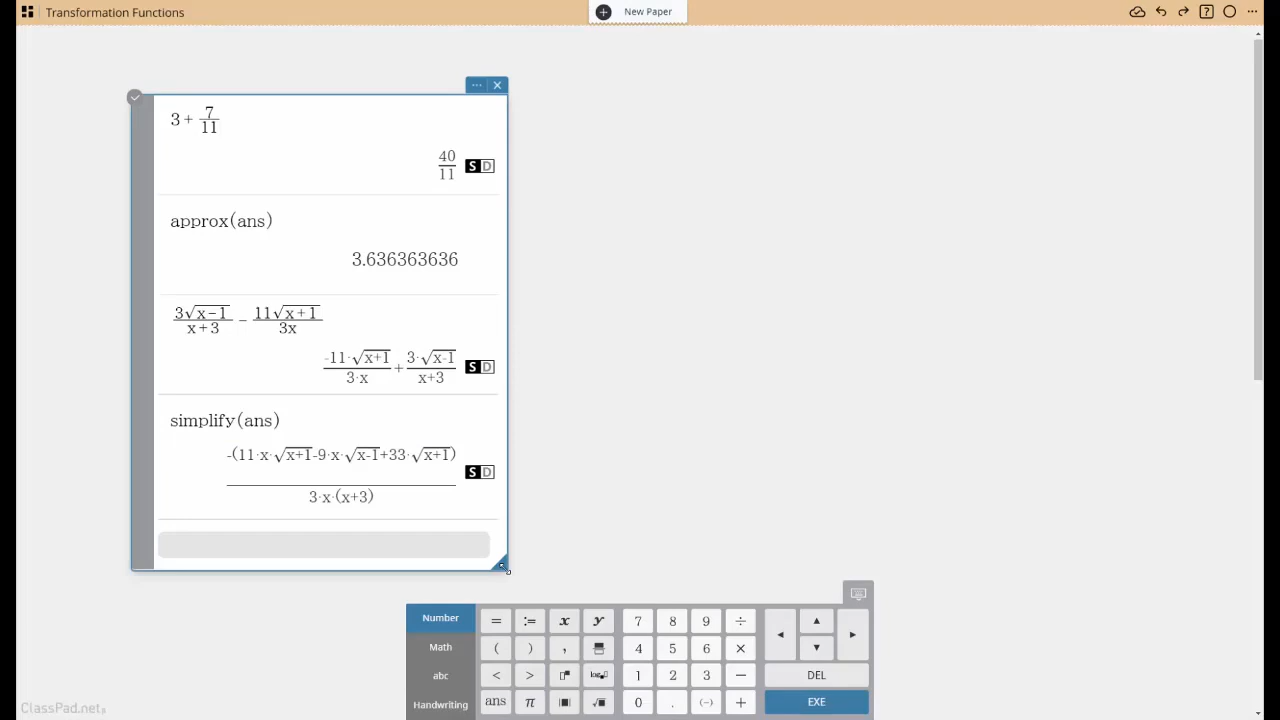 Transformation Functions
New Paper
3 + 7/11
40/11 S D
approx(ans)
3.636363636
3√x−1/x+3 − 11√x+1/3x
-11·√x+1/3·x + 3·√x-1/x+3 S D
simplify(ans)
-(11·x·√x+1-9·x·√x-1+33·√x+1)/3·x·(x+3) S D
Number = := x y 7 8 9 ÷ ◄ ▲ ►
Math ( ) , 4 5 6 × ▼
abc < > log 1 2 3 − DEL
Handwriting ans π |■| √■ 0 . (−) + EXE
ClassPad.net